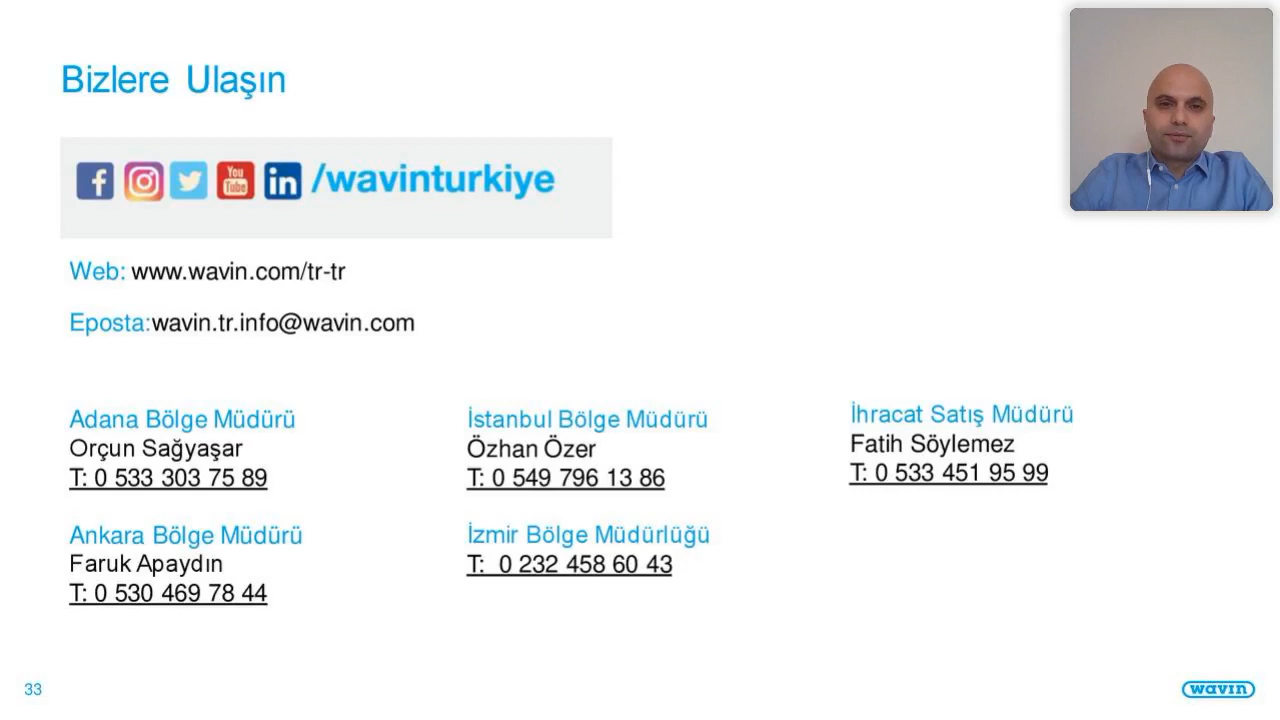 Bizlere Ulaşın
f You Tube in /wavinturkiye
Web: www.wavin.com/tr-tr
Eposta:wavin.tr.info@wavin.com
Adana Bölge Müdürü
Orçun Sağyaşar
T: 0 533 303 75 89
İstanbul Bölge Müdürü
Özhan Özer
T: 0 549 796 13 86
İhracat Satış Müdürü
Fatih Söylemez
T: 0 533 451 95 99
Ankara Bölge Müdürü
Faruk Apaydın
T: 0 530 469 78 44
İzmir Bölge Müdürlüğü
T: 0 232 458 60 43
33
wavin